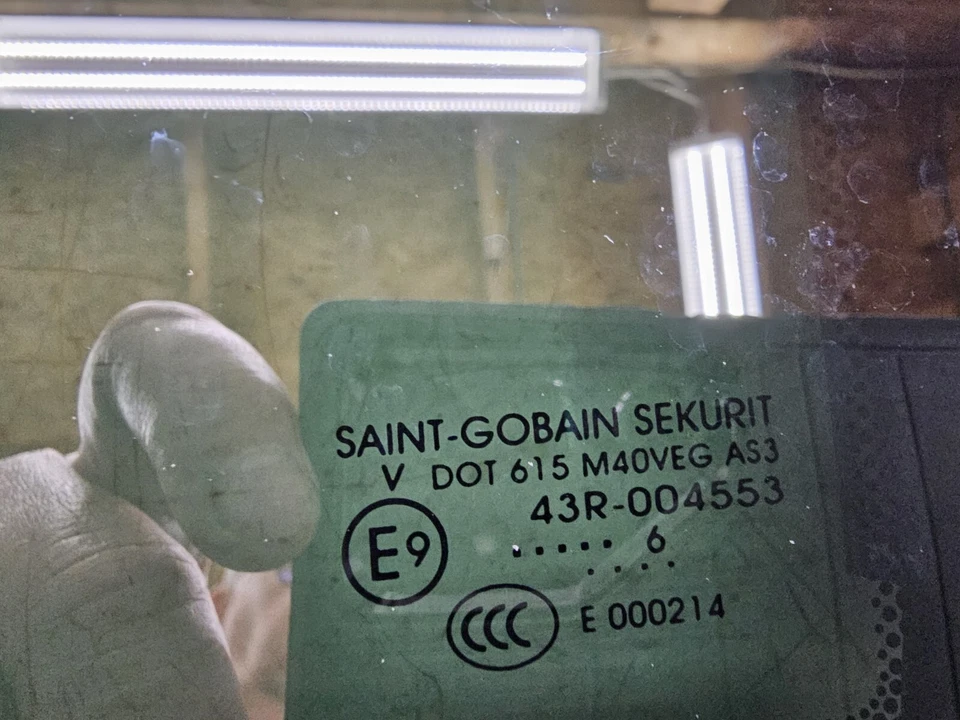 SAINT-GOBAIN SEKURIT
V DOT 615 M40VEG AS3
43R-004553
E9 ..... 6
....
CCC E 000214